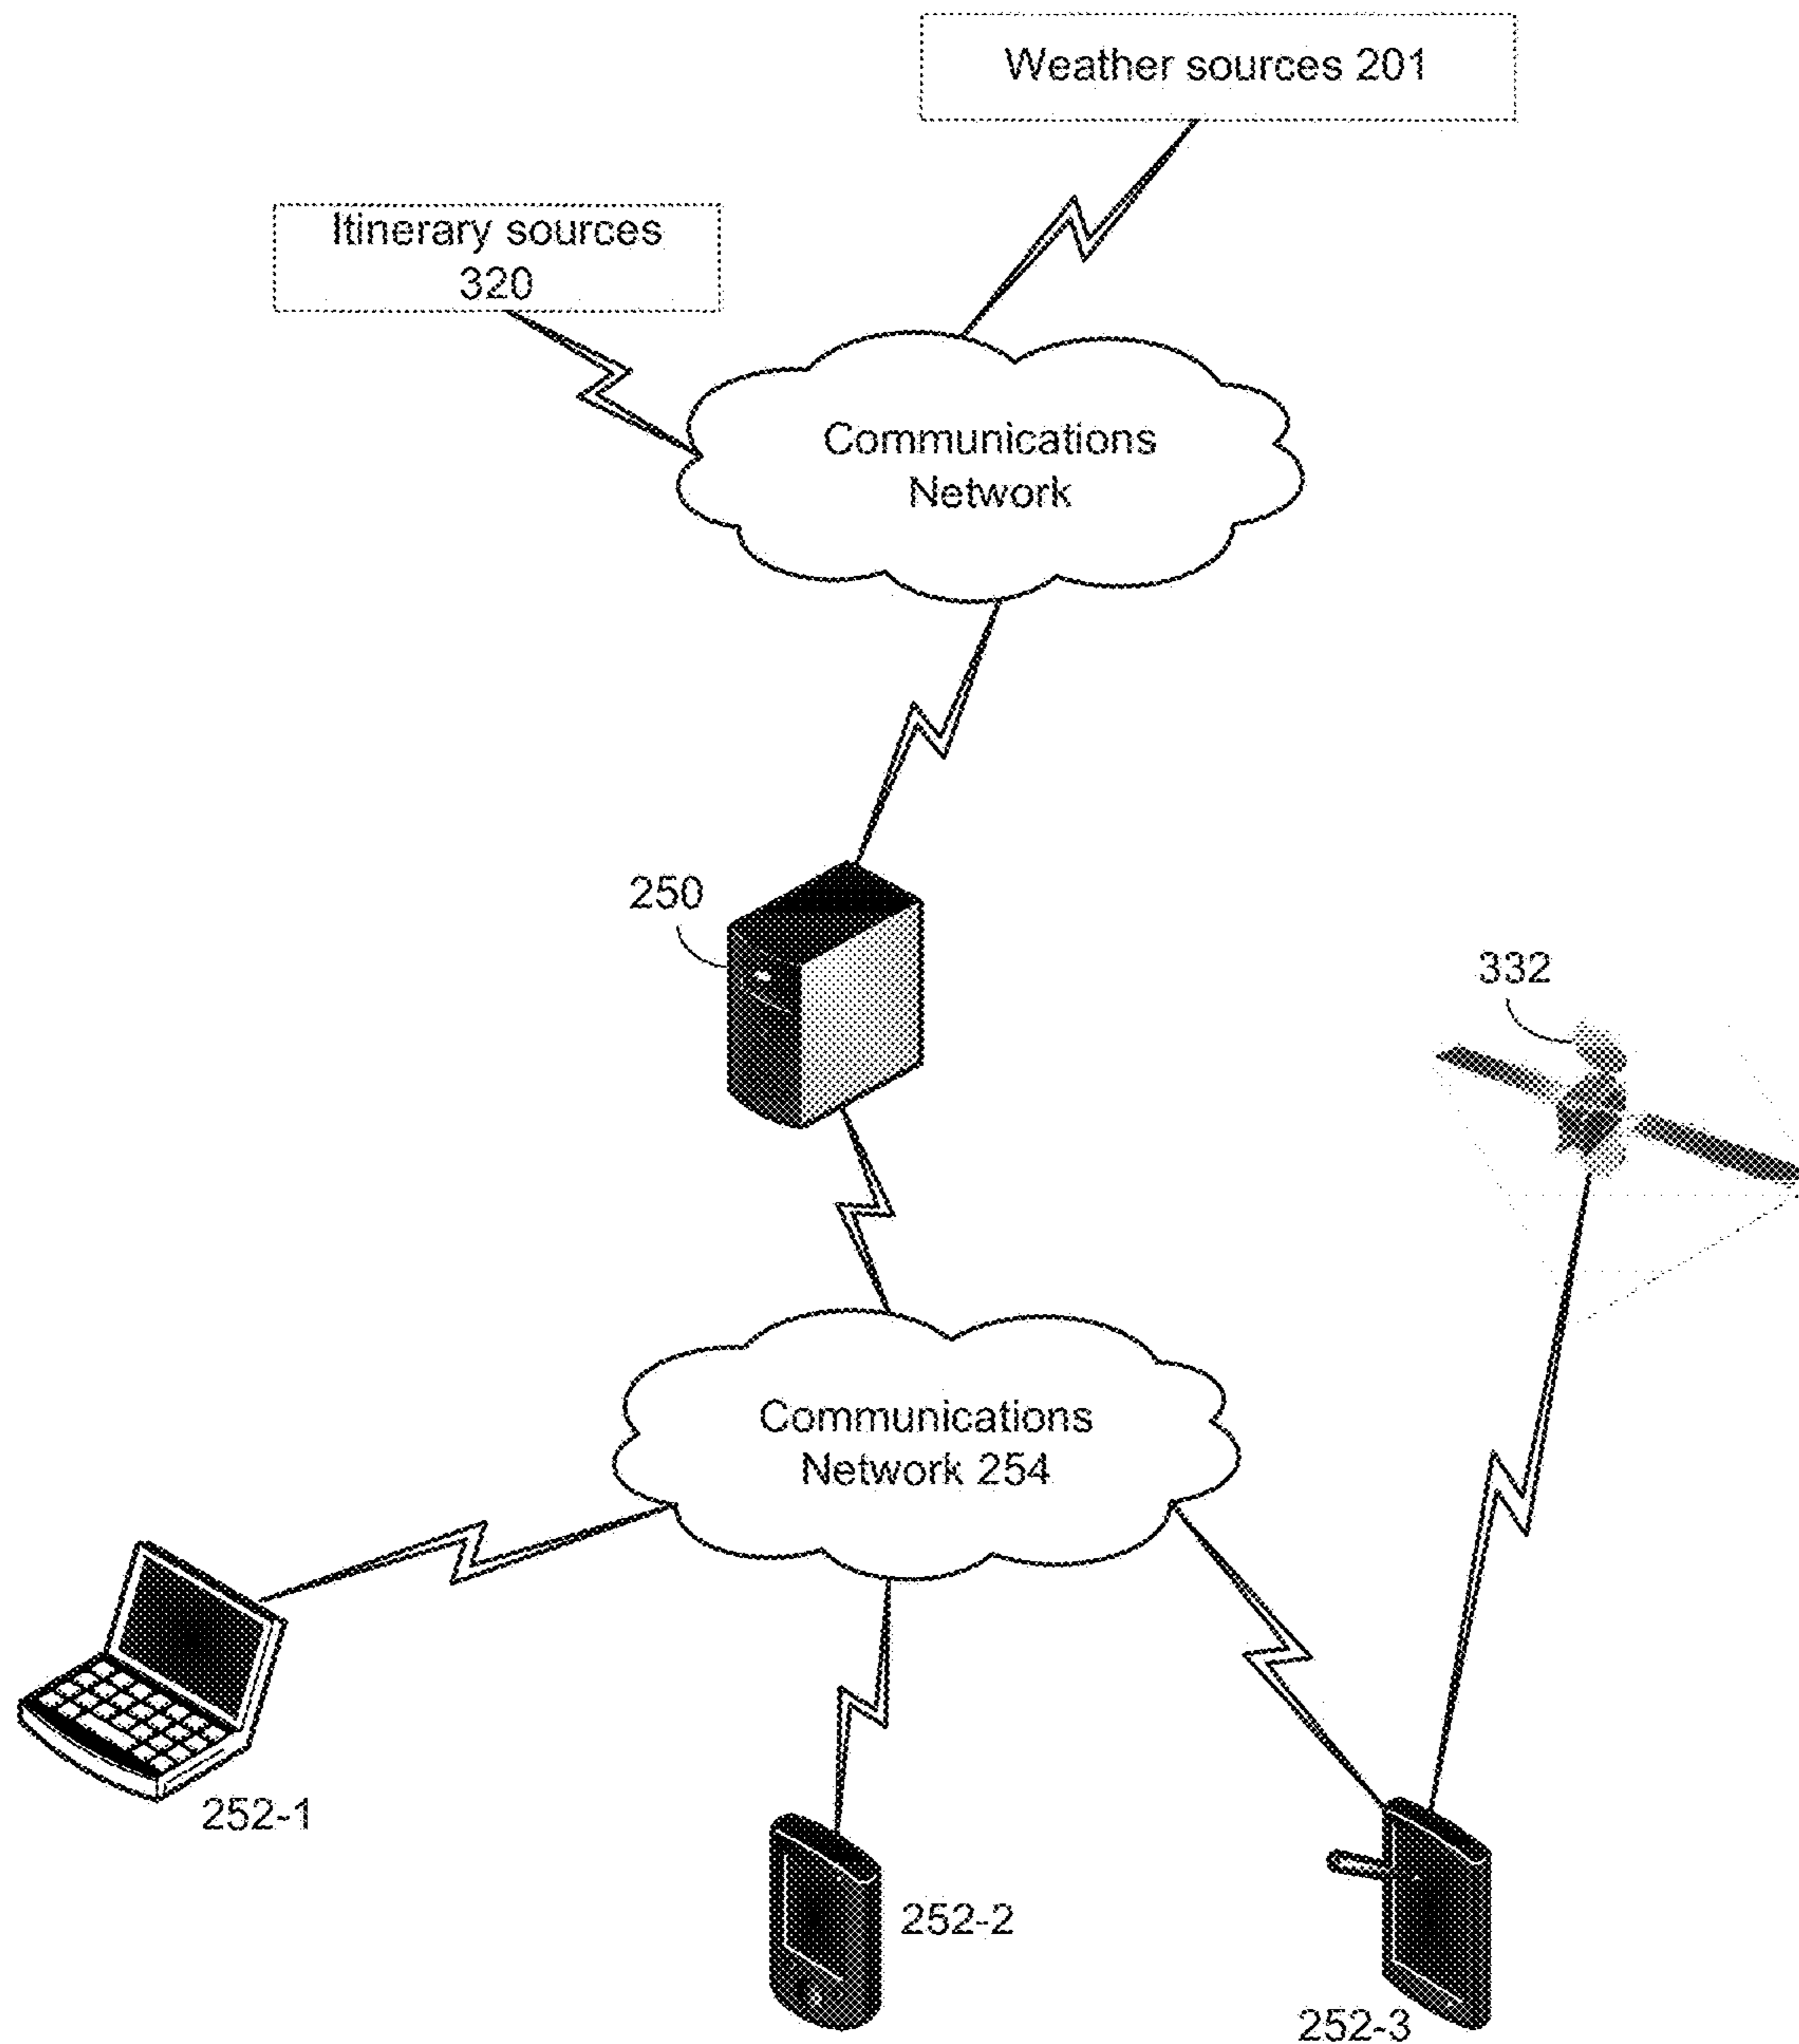 Weather sources 201
Itinerary sources
320
Communications
Network
250
332
Communications
Network 254
252-1
252-2
252-3